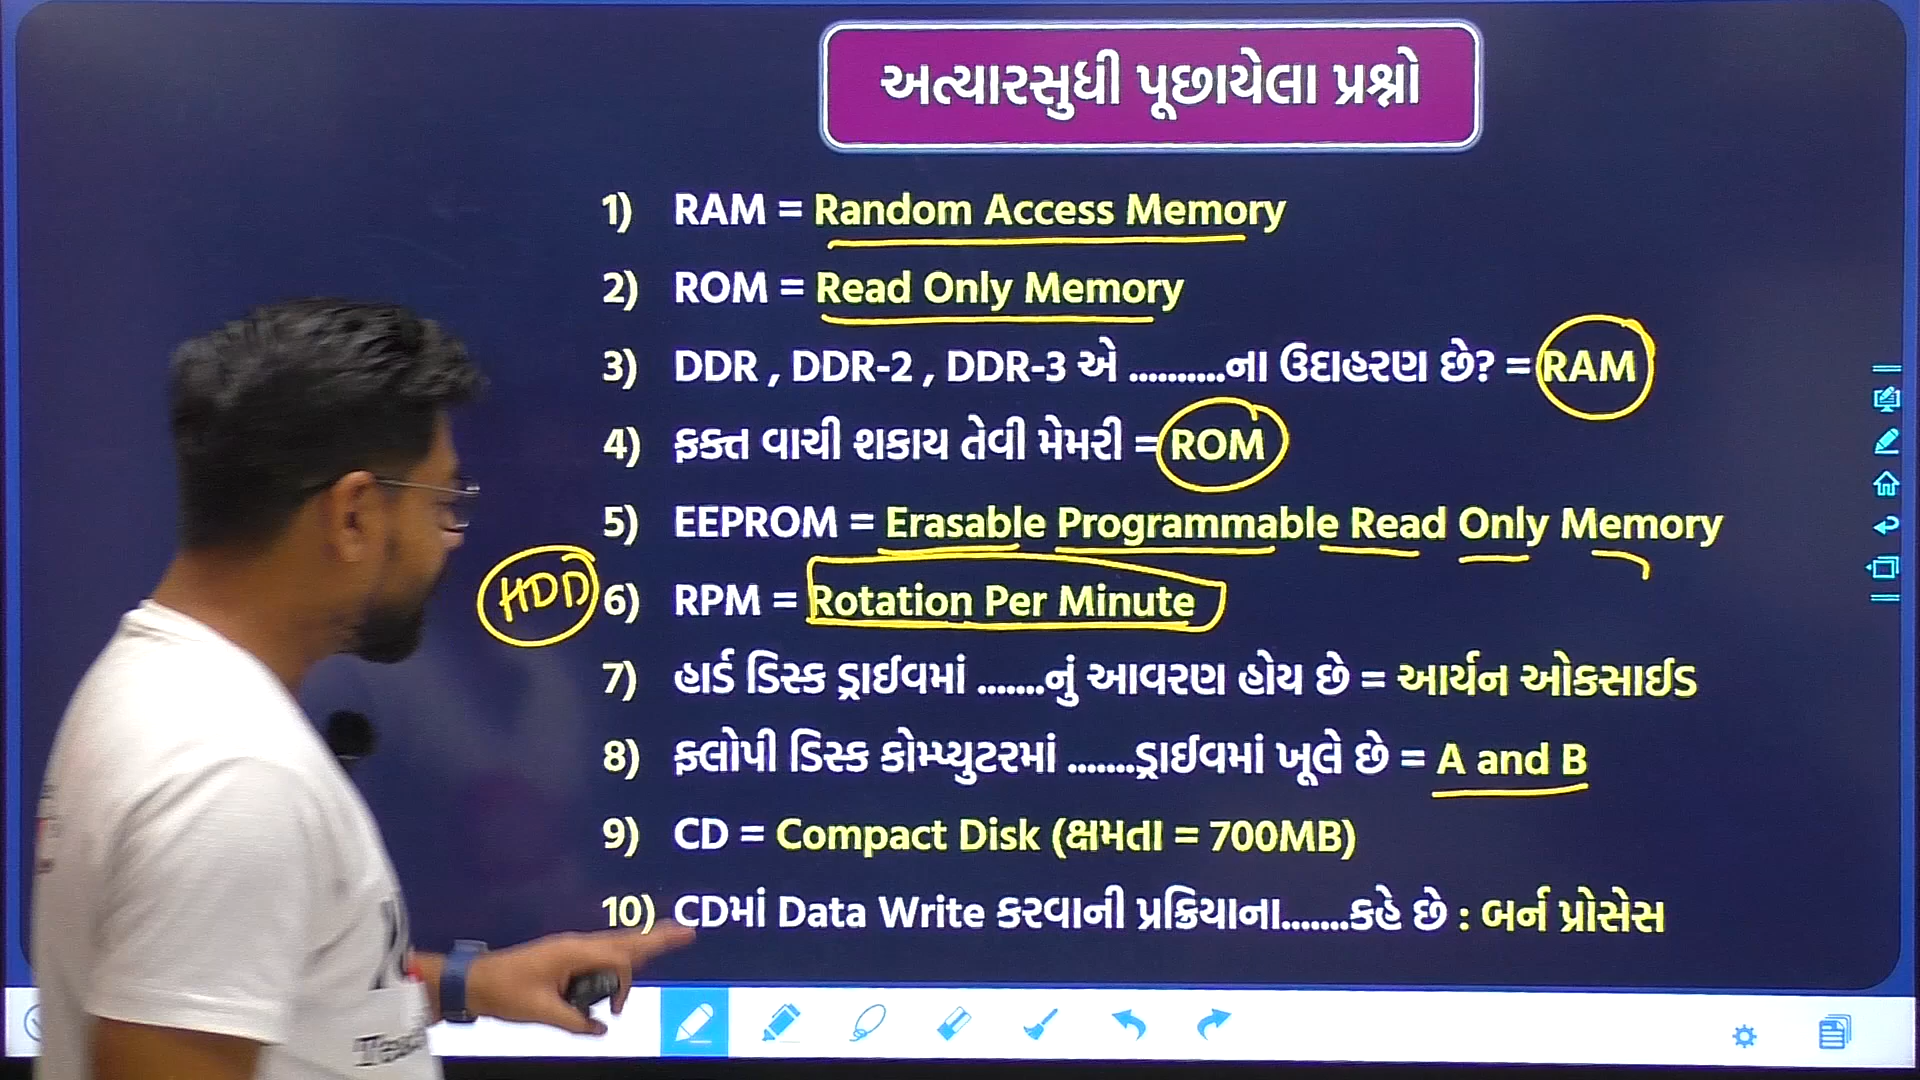 અત્યારસુધી પૂછાયેલા પ્રશ્નો
1) RAM = Random Access Memory
2) ROM = Read Only Memory
3) DDR , DDR-2 , DDR-3 એ ..........ના ઉદાહરણ છે? = RAM
4) ફક્ત વાચી શકાય તેવી મેમરી = ROM
5) EEPROM = Erasable Programmable Read Only Memory
HDD 6) RPM = Rotation Per Minute
7) હાર્ડ ડિસ્ક ડ્રાઈવમાં .......નું આવરણ હોય છે = આર્યન ઓકસાઈડ
8) ફ્લોપી ડિસ્ક કોમ્પ્યુટરમાં .......ડ્રાઈવમાં ખૂલે છે = A and B
9) CD = Compact Disk (ક્ષમતા = 700MB)
10) CDમાં Data Write કરવાની પ્રક્રિયાના.......કહે છે : બર્ન પ્રોસેસ